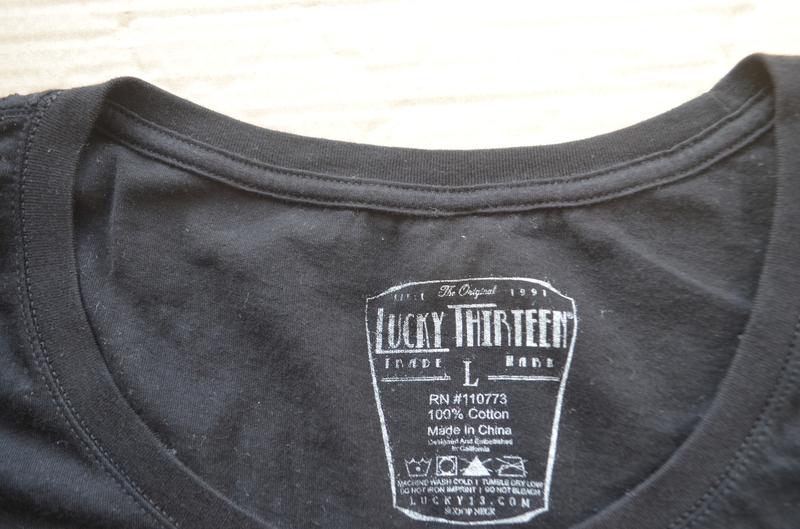 The Original 1991
LUCKY THIRTEEN
TRADE MARK
L
RN #110773
100% Cotton
Made In China
Designed And Embellished
In California
MACHINE WASH COLD | TUMBLE DRY LOW
DO NOT IRON IMPRINT | DO NOT BLEACH
LUCKY13.COM
SCOOP NECK